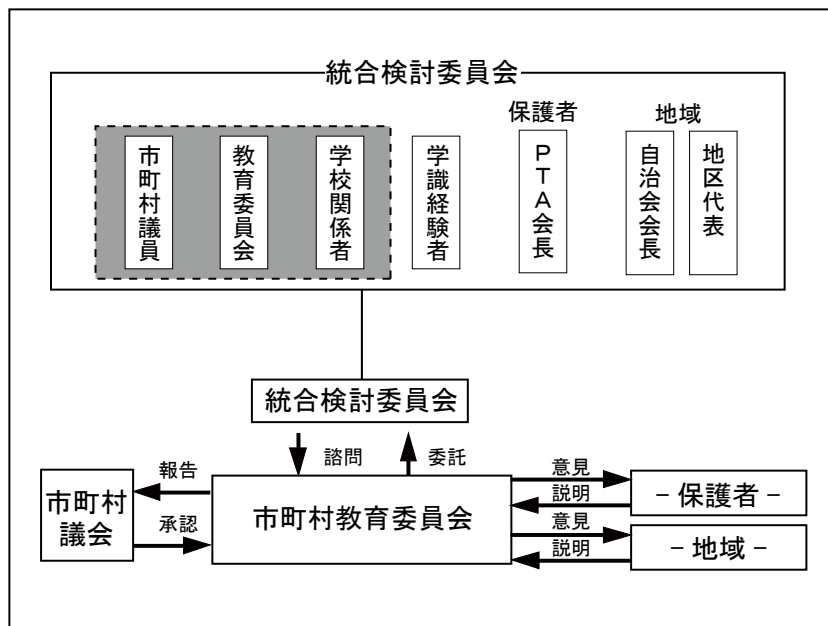 統合検討委員会
保護者
地域
市町村議員
教育委員会
学校関係者
学識経験者
PTA会長
自治会会長
地区代表
統合検討委員会
諮問
委託
報告
承認
市町村
議会
市町村教育委員会
意見
説明
意見
説明
－保護者－
－地域－